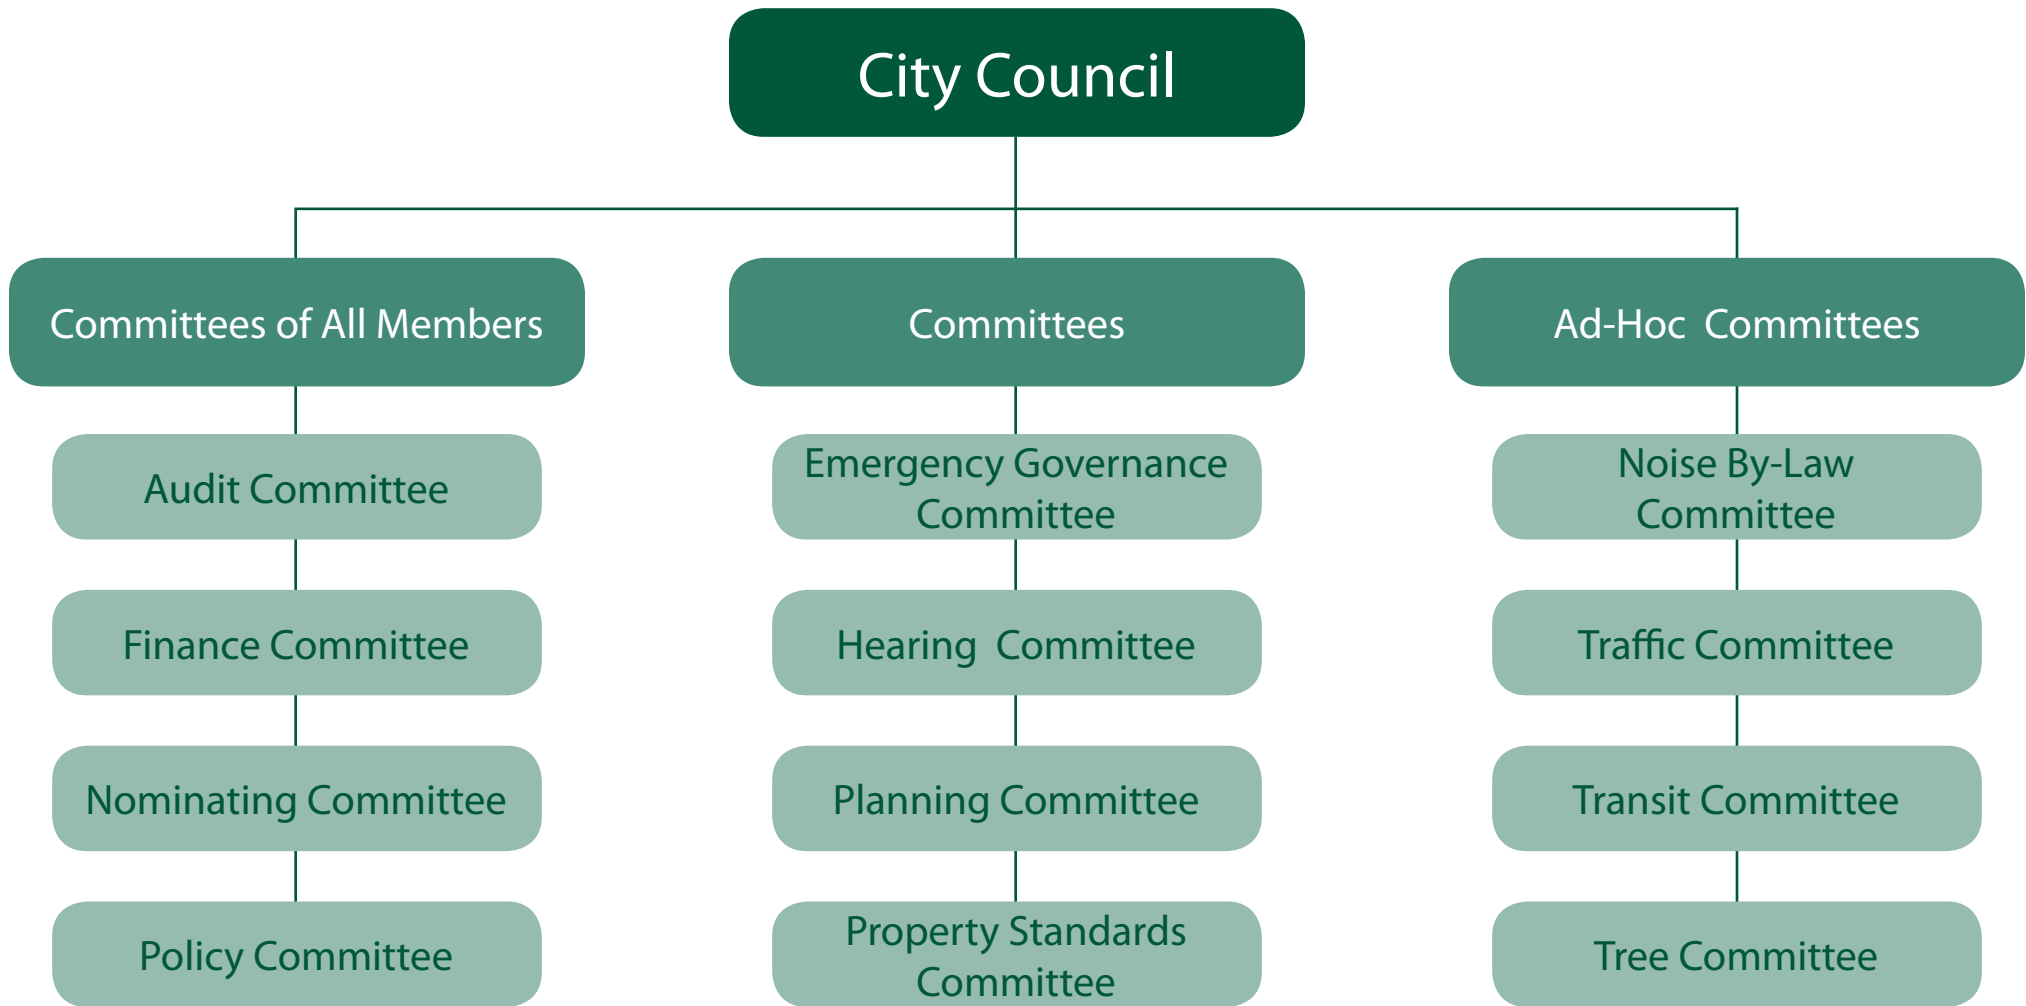 City Council
Committees of All Members
Committees
Ad-Hoc Committees
Audit Committee
Emergency Governance
Committee
Noise By-Law
Committee
Finance Committee
Hearing Committee
Traffic Committee
Nominating Committee
Planning Committee
Transit Committee
Policy Committee
Property Standards
Committee
Tree Committee